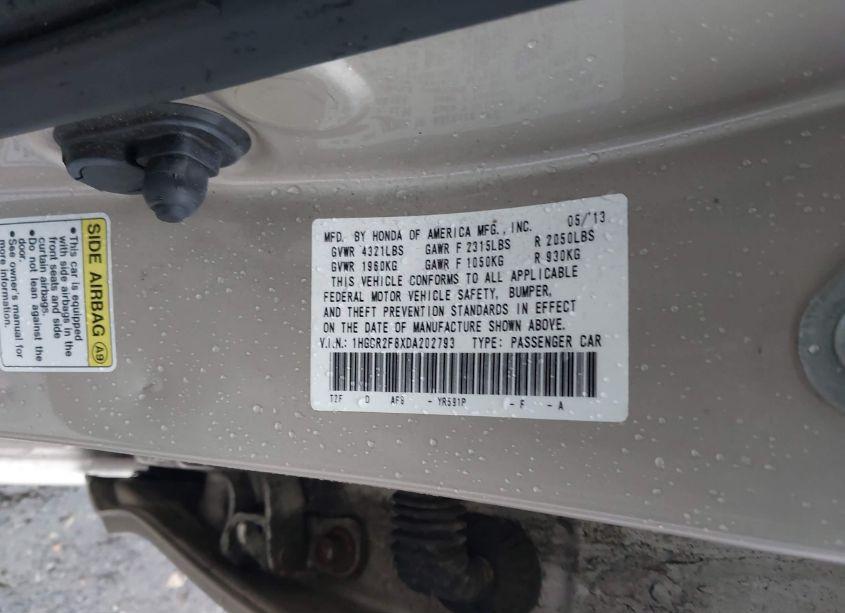 SIDE AIRBAG A9
• This car is equipped
with side airbags in the
front seats and side
curtain airbags.
• Do not lean against the
door.
• See owner's manual for
more information.
MFD. BY HONDA OF AMERICA MFG., INC. 05/'13
GVWR 4321LBS GAWR F 2315LBS R 2050LBS
GVWR 1960KG GAWR F 1050KG R 930KG
THIS VEHICLE CONFORMS TO ALL APPLICABLE
FEDERAL MOTOR VEHICLE SAFETY, BUMPER,
AND THEFT PREVENTION STANDARDS IN EFFECT
ON THE DATE OF MANUFACTURE SHOWN ABOVE.
V.I.N.: 1HGCR2F8XDA202793 TYPE: PASSENGER CAR
T2F D AF9 - YR591P - F - A